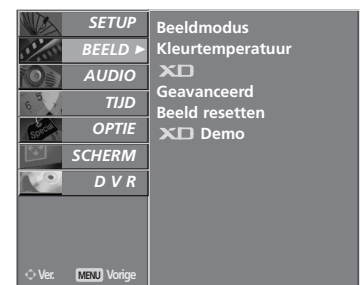 SETUP
BEELD ►
AUDIO
TIJD
OPTIE
SCHERM
D V R
Beeldmodus
Kleurtemperatuur
XD
Geavanceerd
Beeld resetten
XD Demo
Ver. MENU Vorige